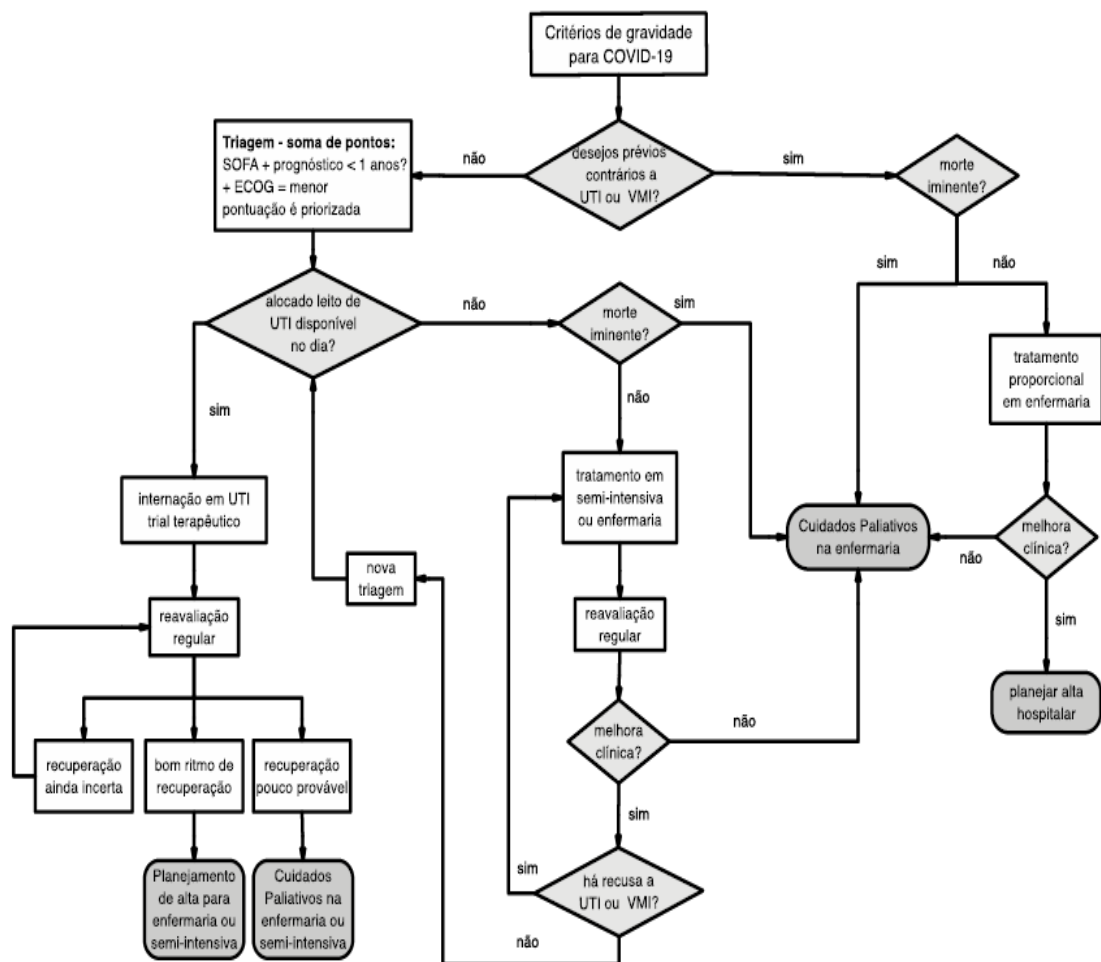 Critérios de gravidade
para COVID-19
Triagem - soma de pontos:
SOFA + prognóstico < 1 anos?
+ ECOG = menor
pontuação é priorizada
não
desejos prévios
contrários a
UTI ou VMI?
sim
morte
iminente?
sim
não
alocado leito de
UTI disponível
no dia?
não
morte
iminente?
sim
tratamento
proporcional
em enfermaria
sim
não
internação em UTI
trial terapêutico
tratamento em
semi-intensiva
ou enfermaria
Cuidados Paliativos
na enfermaria
não
melhora
clínica?
nova
triagem
reavaliação
regular
reavaliação
regular
sim
planejar alta
hospitalar
melhora
clínica?
não
recuperação
ainda incerta
bom ritmo de
recuperação
recuperação
pouco provável
sim
Planejamento
de alta para
enfermaria ou
semi-intensiva
Cuidados
Paliativos na
enfermaria ou
semi-intensiva
sim
há recusa a
UTI ou VMI?
não